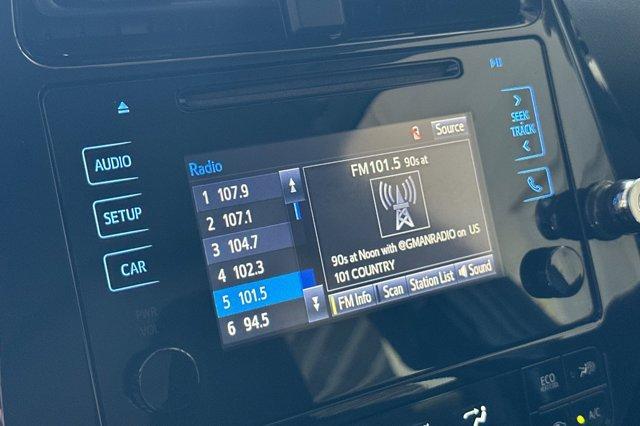 AUDIO
SETUP
CAR
PWR
VOL
SEEK
TRACK
Radio
Source
1 107.9
2 107.1
3 104.7
4 102.3
5 101.5
6 94.5
FM101.5 90s at
90s at Noon with @GMANRADIO on US
101 COUNTRY
FM Info
Scan
Station List
Sound
ECO
A/C